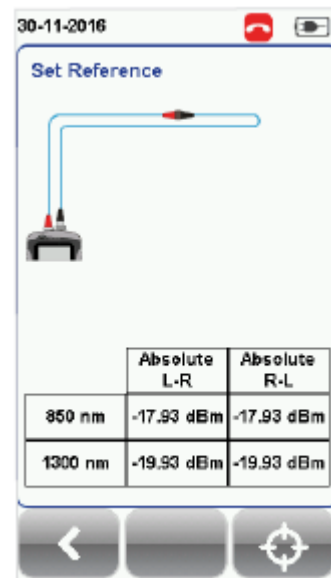 30-11-2016
Set Reference
Absolute L-R Absolute R-L
850 nm -17.93 dBm -17.93 dBm
1300 nm -19.93 dBm -19.93 dBm